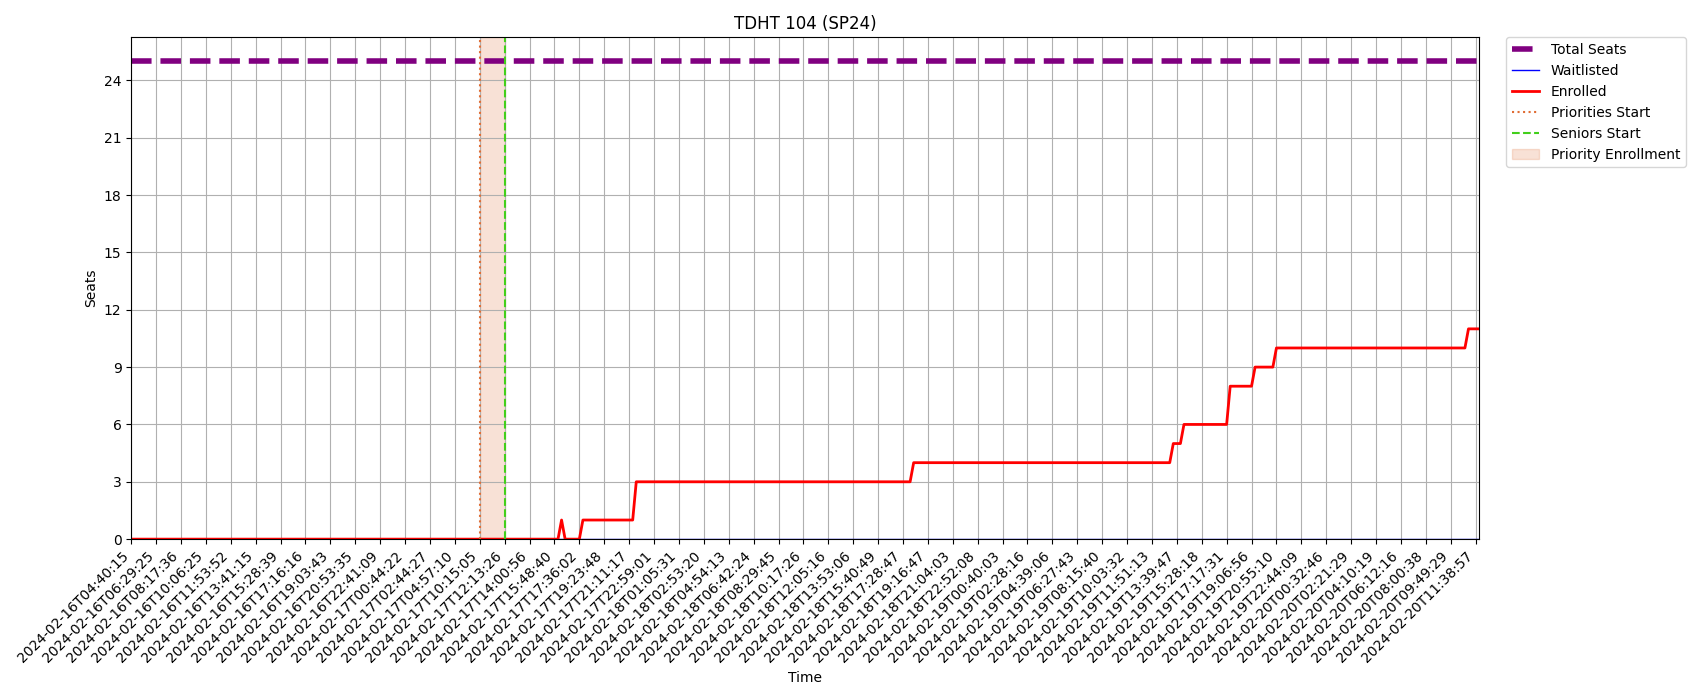 TDHT 104 (SP24)
Total Seats
Waitlisted
Enrolled
Priorities Start
Seniors Start
Priority Enrollment
Seats
24
21
18
15
12
9
6
3
0
2024-02-16T04:40:15
2024-02-16T06:29:25
2024-02-16T08:17:36
2024-02-16T10:06:25
2024-02-16T11:53:52
2024-02-16T13:41:15
2024-02-16T15:28:39
2024-02-16T17:16:16
2024-02-16T19:03:43
2024-02-16T20:53:35
2024-02-16T22:41:09
2024-02-17T00:44:22
2024-02-17T02:44:27
2024-02-17T04:57:10
2024-02-17T10:15:05
2024-02-17T12:13:26
2024-02-17T14:00:56
2024-02-17T15:48:40
2024-02-17T17:36:02
2024-02-17T19:23:48
2024-02-17T21:11:17
2024-02-17T22:59:01
2024-02-18T01:05:31
2024-02-18T02:53:20
2024-02-18T04:54:13
2024-02-18T06:42:24
2024-02-18T08:29:45
2024-02-18T10:17:26
2024-02-18T12:05:16
2024-02-18T13:53:06
2024-02-18T15:40:49
2024-02-18T17:28:47
2024-02-18T19:16:47
2024-02-18T21:04:03
2024-02-18T22:52:08
2024-02-19T00:40:03
2024-02-19T02:28:16
2024-02-19T04:39:06
2024-02-19T06:27:43
2024-02-19T08:15:40
2024-02-19T10:03:32
2024-02-19T11:51:13
2024-02-19T13:39:47
2024-02-19T15:28:18
2024-02-19T17:17:31
2024-02-19T19:06:56
2024-02-19T20:55:10
2024-02-19T22:44:09
2024-02-20T00:32:46
2024-02-20T02:21:29
2024-02-20T04:10:19
2024-02-20T06:12:16
2024-02-20T08:00:38
2024-02-20T09:49:29
2024-02-20T11:38:57
Time